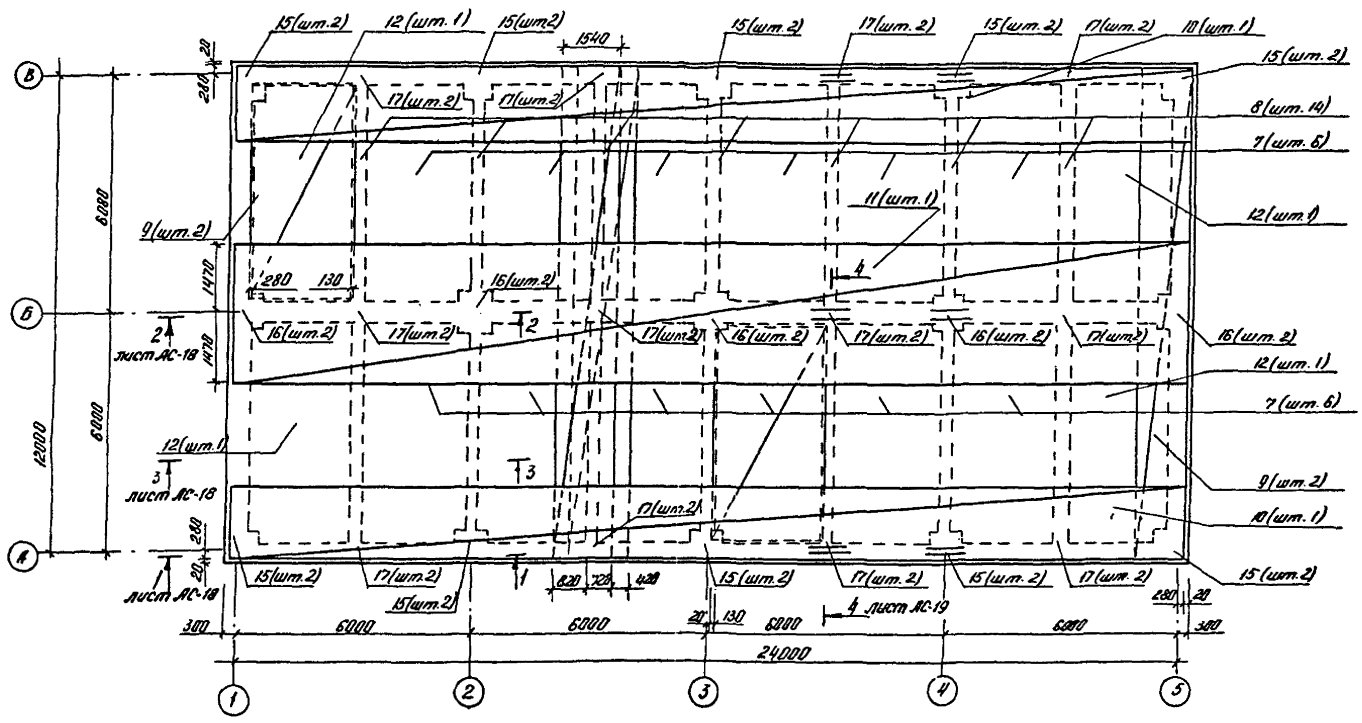 15(шт.2)
12(шт.1)
15(шт2)
1540
15(шт.2)
17(шт.2)
15(шт.2)
17(шт.2)
10(шт.1)
15(шт.2)
20
В
280
17(шт.2)
17(шт.2)
8(шт.14)
7(шт.6)
6080
11(шт.1)
12(шт.1)
9(шт.2)
1470
280
130
16(шт.2)
4
Б
2
лист АС-18
1470
16(шт.2)
17(шт.2)
2
17(шт2)
16(шт.2)
17(шт.2)
16(шт.2)
17(шт2)
16(шт.2)
12(шт.1)
7(шт.6)
12000
6000
12(шт.1)
3
лист АС-18
3
9(шт.2)
17(шт.2)
10(шт.1)
280
А
20
лист АС-18
15(шт.2)
17(шт.2)
15(шт.2)
1
820
720
420
15(шт.2)
17(шт.2)
15(шт.2)
17(шт.2)
15(шт.2)
4 лист АС-19
280
20
300
6000
6000
20
130
6000
6000
300
24000
1
2
3
4
5